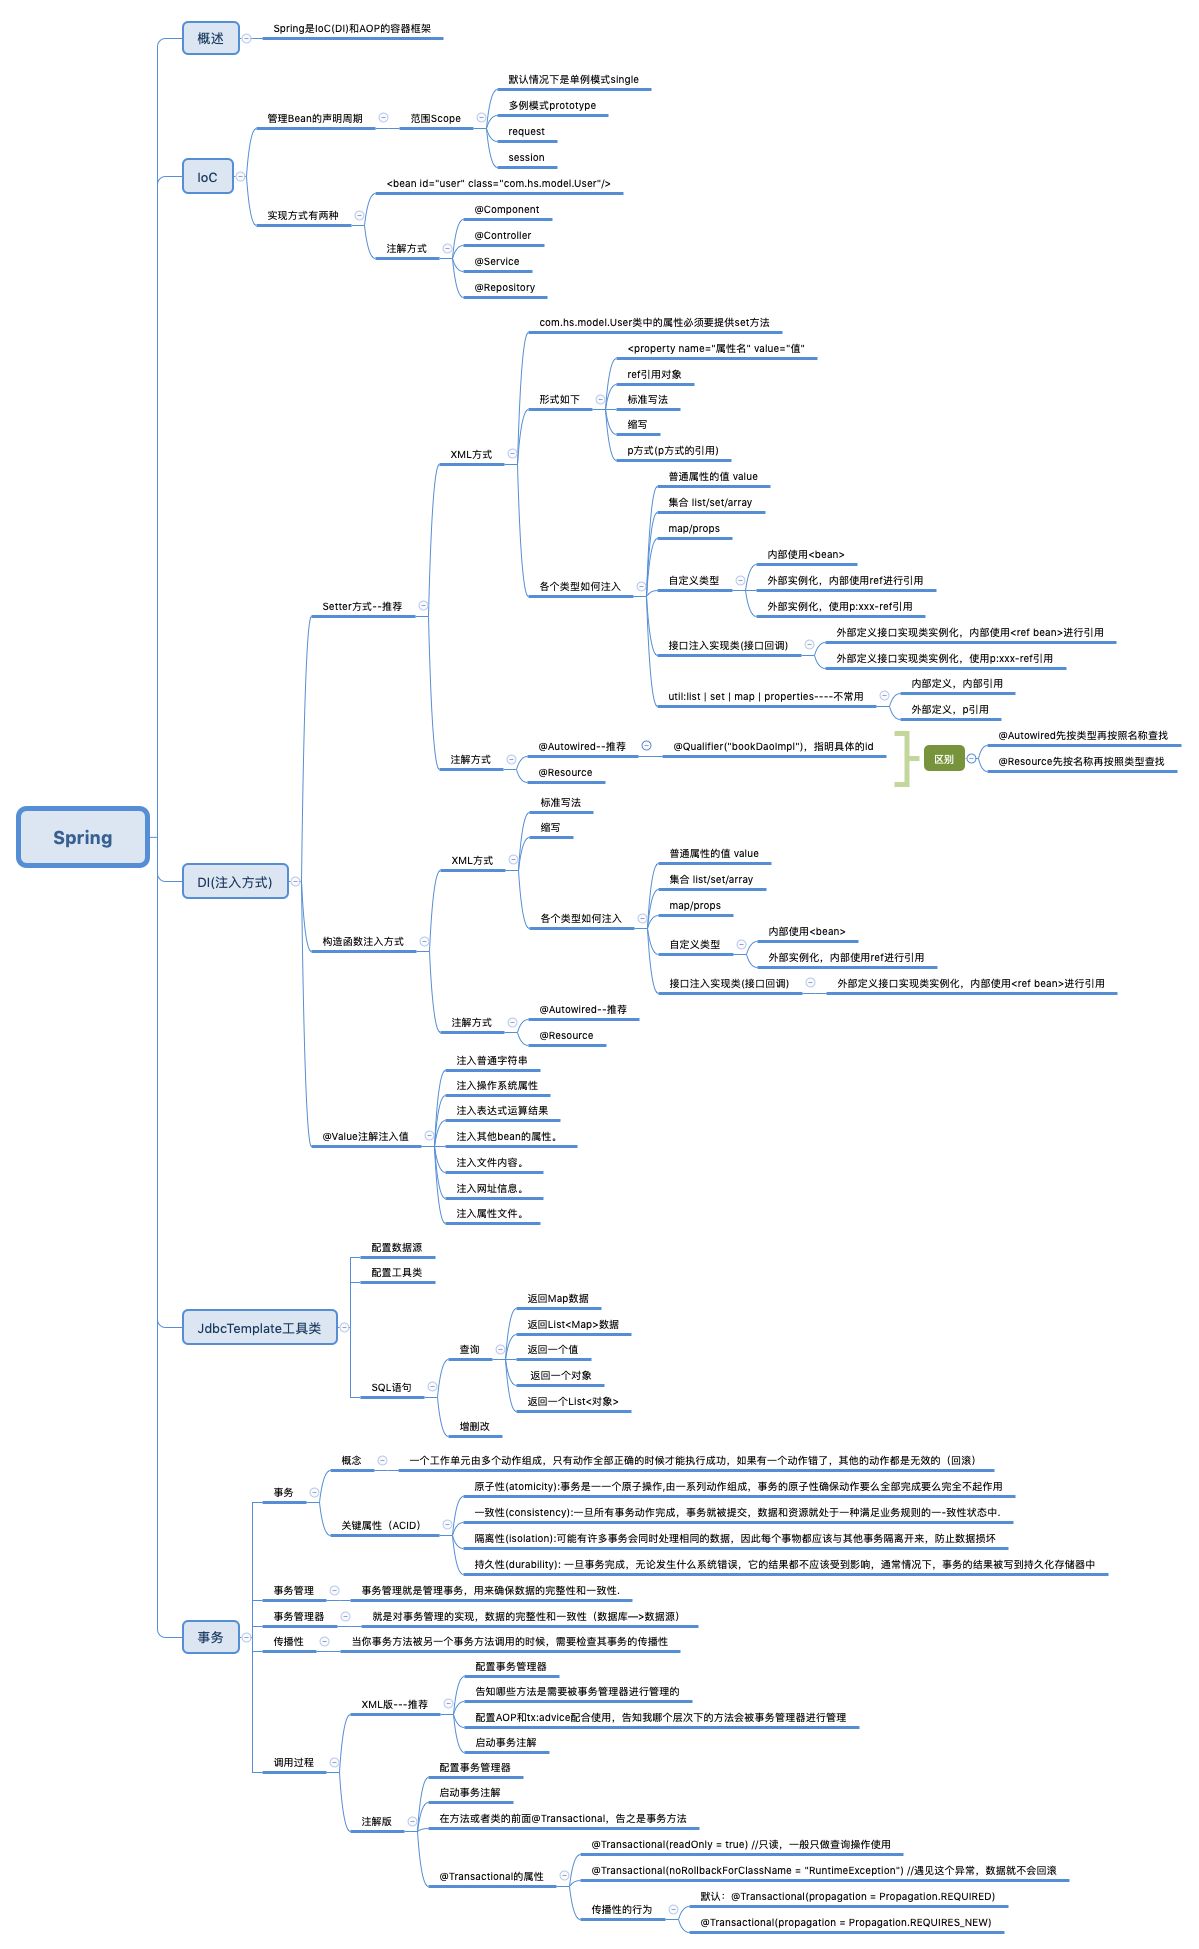 Spring
概述
Spring是IoC(DI)和AOP的容器框架
IoC
管理Bean的声明周期
范围Scope
默认情况下是单例模式single
多例模式prototype
request
session
实现方式有两种
<bean id="user" class="com.hs.model.User"/>
注解方式
@Component
@Controller
@Service
@Repository
DI(注入方式)
Setter方式--推荐
XML方式
com.hs.model.User类中的属性必须要提供set方法
形式如下
<property name="属性名" value="值"
ref引用对象
标准写法
缩写
p方式(p方式的引用)
各个类型如何注入
普通属性的值 value
集合 list/set/array
map/props
自定义类型
内部使用<bean>
外部实例化，内部使用ref进行引用
外部实例化，使用p:xxx-ref引用
接口注入实现类(接口回调)
外部定义接口实现类实例化，内部使用<ref bean>进行引用
外部定义接口实现类实例化，使用p:xxx-ref引用
util:list | set | map | properties----不常用
内部定义，内部引用
外部定义，p引用
注解方式
@Autowired--推荐
@Qualifier("bookDaoImpl")，指明具体的id
@Resource
区别
@Autowired先按类型再按照名称查找
@Resource先按名称再按照类型查找
构造函数注入方式
XML方式
标准写法
缩写
各个类型如何注入
普通属性的值 value
集合 list/set/array
map/props
自定义类型
内部使用<bean>
外部实例化，内部使用ref进行引用
接口注入实现类(接口回调)
外部定义接口实现类实例化，内部使用<ref bean>进行引用
注解方式
@Autowired--推荐
@Resource
@Value注解注入值
注入普通字符串
注入操作系统属性
注入表达式运算结果
注入其他bean的属性。
注入文件内容。
注入网址信息。
注入属性文件。
JdbcTemplate工具类
配置数据源
配置工具类
SQL语句
查询
返回Map数据
返回List<Map>数据
返回一个值
返回一个对象
返回一个List<对象>
增删改
事务
事务
概念
一个工作单元由多个动作组成，只有动作全部正确的时候才能执行成功，如果有一个动作错了，其他的动作都是无效的（回滚）
关键属性（ACID）
原子性(atomicity):事务是一一个原子操作,由一系列动作组成，事务的原子性确保动作要么全部完成要么完全不起作用
一致性(consistency):一旦所有事务动作完成，事务就被提交，数据和资源就处于一种满足业务规则的一-致性状态中.
隔离性(isolation):可能有许多事务会同时处理相同的数据，因此每个事物都应该与其他事务隔离开来，防止数据损坏
持久性(durability): 一旦事务完成，无论发生什么系统错误，它的结果都不应该受到影响，通常情况下，事务的结果被写到持久化存储器中
事务管理
事务管理就是管理事务，用来确保数据的完整性和一致性.
事务管理器
就是对事务管理的实现，数据的完整性和一致性（数据库—>数据源）
传播性
当你事务方法被另一个事务方法调用的时候，需要检查其事务的传播性
调用过程
XML版---推荐
配置事务管理器
告知哪些方法是需要被事务管理器进行管理的
配置AOP和tx:advice配合使用，告知我哪个层次下的方法会被事务管理器进行管理
启动事务注解
注解版
配置事务管理器
启动事务注解
在方法或者类的前面@Transactional，告之是事务方法
@Transactional的属性
@Transactional(readOnly = true) //只读，一般只做查询操作使用
@Transactional(noRollbackForClassName = "RuntimeException") //遇见这个异常，数据就不会回滚
传播性的行为
默认：@Transactional(propagation = Propagation.REQUIRED)
@Transactional(propagation = Propagation.REQUIRES_NEW)